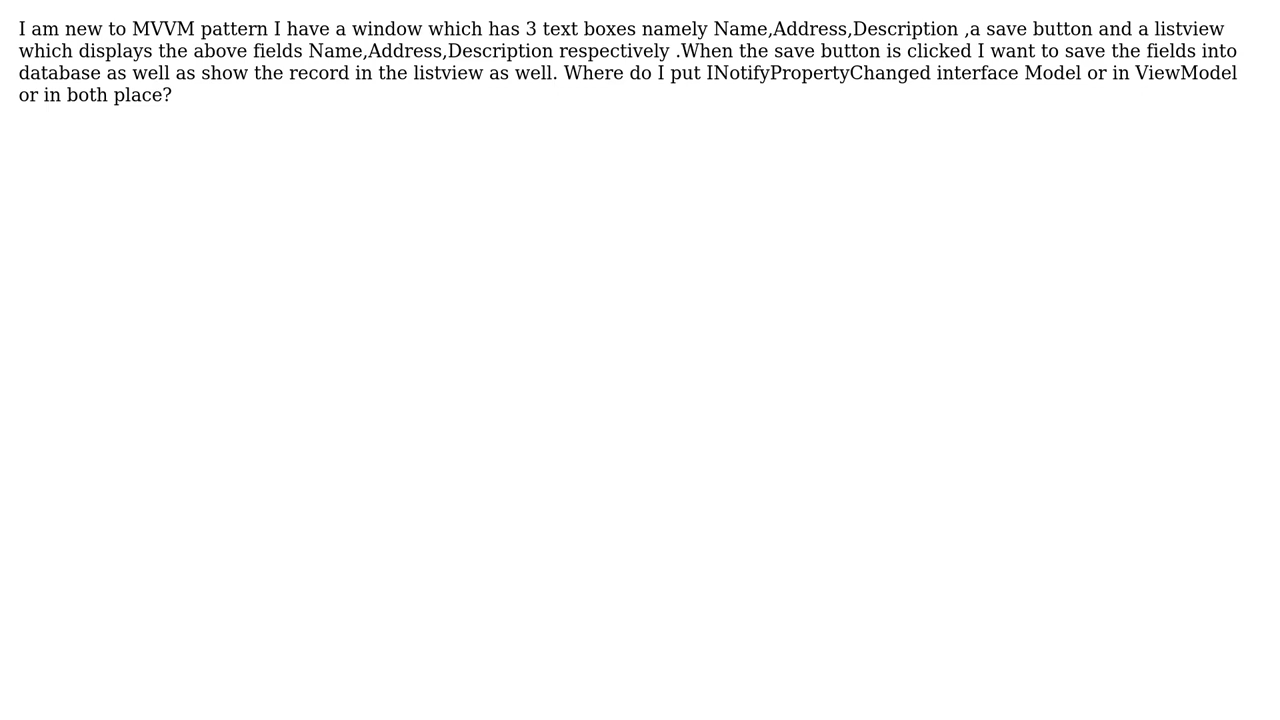 I am new to MVVM pattern I have a window which has 3 text boxes namely Name,Address,Description ,a save button and a listview
which displays the above fields Name,Address,Description respectively .When the save button is clicked I want to save the fields into
database as well as show the record in the listview as well. Where do I put INotifyPropertyChanged interface Model or in ViewModel
or in both place?